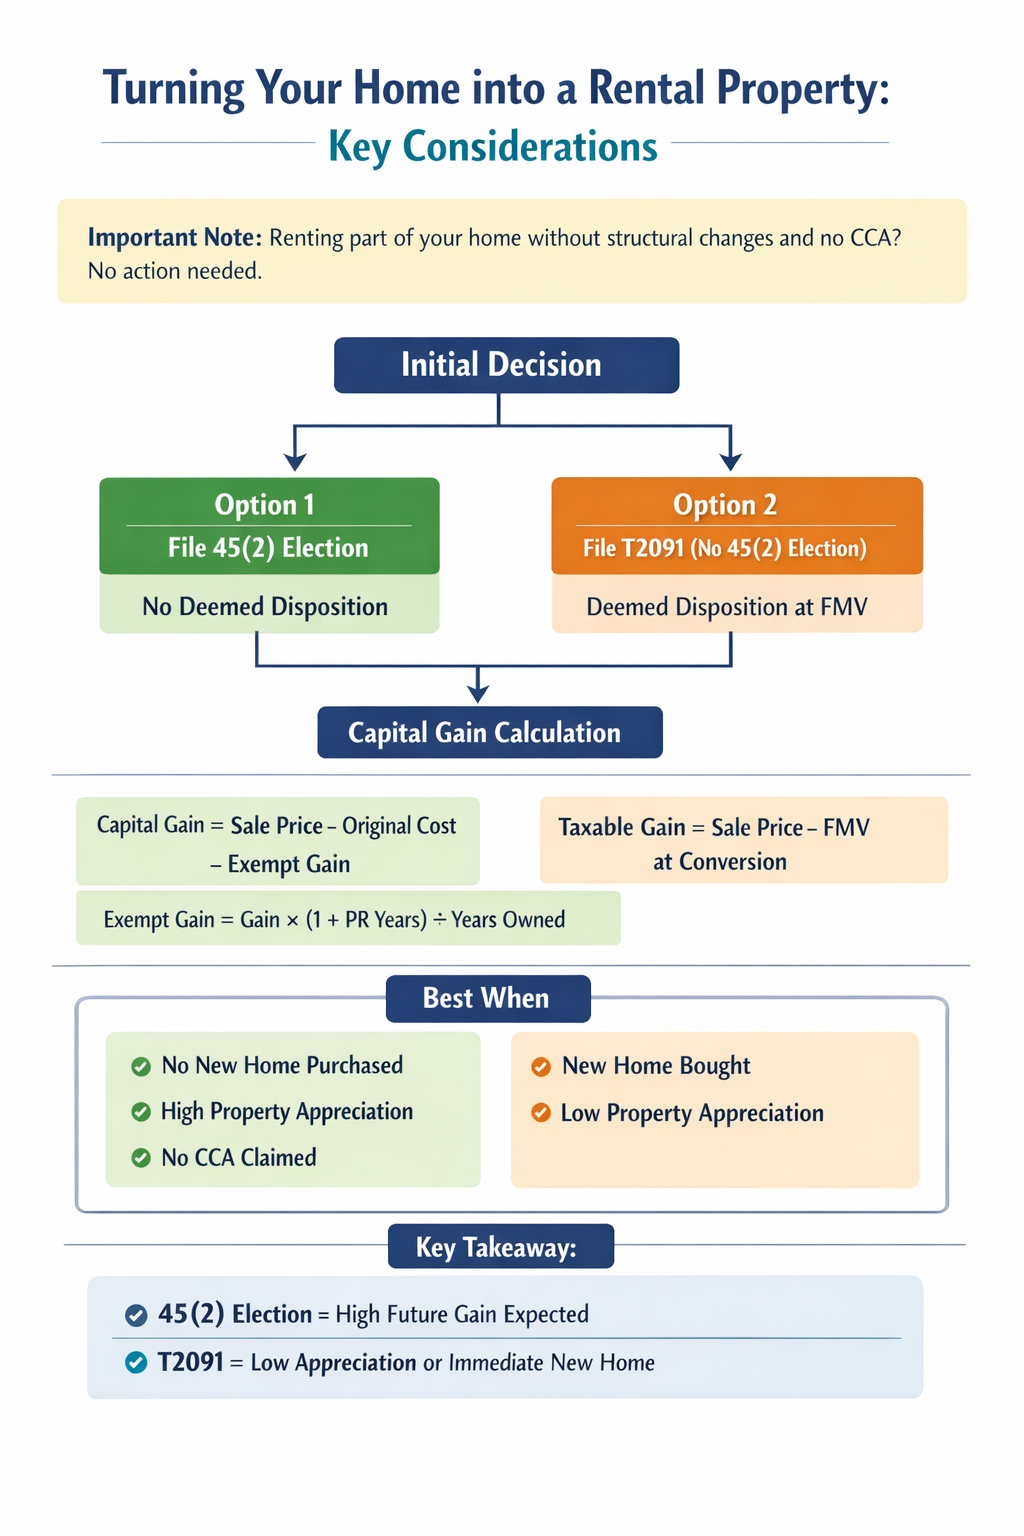 Turning Your Home into a Rental Property:
Key Considerations
Important Note: Renting part of your home without structural changes and no CCA?
No action needed.
Initial Decision
Option 1
File 45(2) Election
No Deemed Disposition
Option 2
File T2091 (No 45(2) Election)
Deemed Disposition at FMV
Capital Gain Calculation
Capital Gain = Sale Price – Original Cost
– Exempt Gain
Exempt Gain = Gain × (1 + PR Years) ÷ Years Owned
Taxable Gain = Sale Price – FMV
at Conversion
Best When
No New Home Purchased
High Property Appreciation
No CCA Claimed
New Home Bought
Low Property Appreciation
Key Takeaway:
45(2) Election = High Future Gain Expected
T2091 = Low Appreciation or Immediate New Home